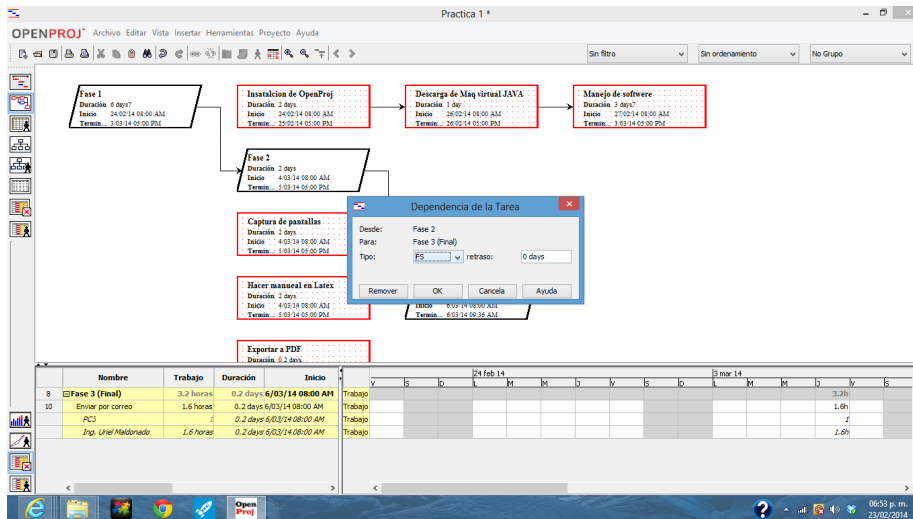 Practica 1 *
OPENPROJ Archivo Editar Vista Insertar Herramientas Proyecto Ayuda
Sin filtro Sin ordenamiento No Grupo
Fase 1
Duración 6 days?
Inicio 24/02/14 08:00 AM
Termin... 3/03/14 05:00 PM
Insatalcion de OpenProj
Duración 2 days
Inicio 24/02/14 08:00 AM
Termin... 25/02/14 05:00 PM
Descarga de Maq virtual JAVA
Duración 1 day
Inicio 26/02/14 08:00 AM
Termin... 26/02/14 05:00 PM
Manejo de softwere
Duración 3 days?
Inicio 27/02/14 08:00 AM
Termin... 3/03/14 05:00 PM
Fase 2
Duración 2 days
Inicio 4/03/14 08:00 AM
Termin... 5/03/14 05:00 PM
Captura de pantallas
Duración 2 days
Inicio 4/03/14 08:00 AM
Termin... 5/03/14 05:00 PM
Dependencia de la Tarea
Desde: Fase 2
Para: Fase 3 (Final)
Tipo: FS retraso: 0 days
Remover OK Cancela Ayuda
Hacer manueal en Latex
Duración 2 days
Inicio 4/03/14 08:00 AM
Termin... 5/03/14 05:00 PM
Inicio 6/03/14 08:00 AM
Termin... 6/03/14 09:36 AM
Exportar a PDF
Duración 0.2 days
Nombre Trabajo Duración Inicio
24 feb 14 3 mar 14
V S D L M M J V S D L M M J V S
8 Fase 3 (Final) 3.2 horas 0.2 days 6/03/14 08:00 AM Trabajo 3.2h
10 Enviar por correo 1.6 horas 0.2 days 6/03/14 08:00 AM Trabajo 1.6h
PC3 1 0.2 days 6/03/14 08:00 AM Trabajo 1
Ing. Uriel Maldonado 1.6 horas 0.2 days 6/03/14 08:00 AM Trabajo 1.6h
Open
Proj
06:53 p. m.
23/02/2014